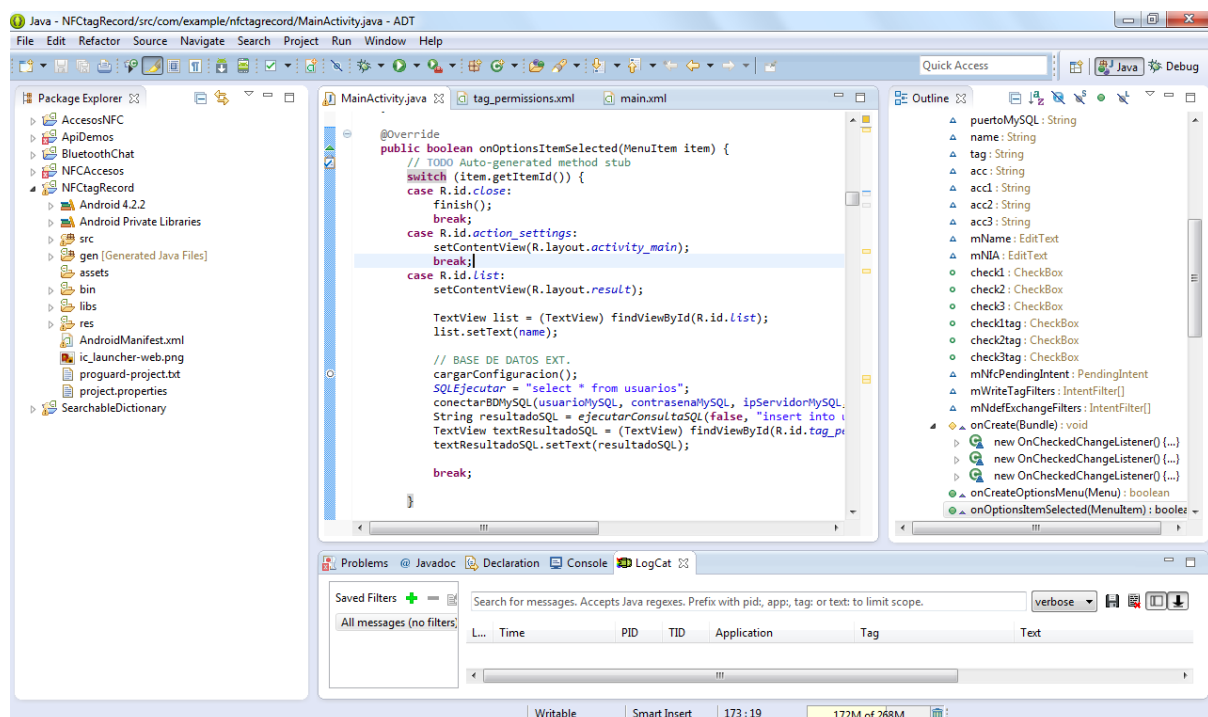 Java - NFCtagRecord/src/com/example/nfctagrecord/MainActivity.java - ADT
File Edit Refactor Source Navigate Search Project Run Window Help
Quick Access
Java
Debug
Package Explorer
AccesosNFC
ApiDemos
BluetoothChat
NFCAccesos
NFCtagRecord
Android 4.2.2
Android Private Libraries
src
gen [Generated Java Files]
assets
bin
libs
res
AndroidManifest.xml
ic_launcher-web.png
proguard-project.txt
project.properties
SearchableDictionary
MainActivity.java tag_permissions.xml main.xml
@Override
public boolean onOptionsItemSelected(MenuItem item) {
// TODO Auto-generated method stub
switch (item.getItemId()) {
case R.id.close:
finish();
break;
case R.id.action_settings:
setContentView(R.layout.activity_main);
break;
case R.id.list:
setContentView(R.layout.result);
TextView list = (TextView) findViewById(R.id.list);
list.setText(name);
// BASE DE DATOS EXT.
cargarConfiguracion();
SQLEjecutar = "select * from usuarios";
conectarBDMySQL(usuarioMySQL, contrasenaMySQL, ipServidorMySQL,
String resultadoSQL = ejecutarConsultaSQL(false, "insert into u
TextView textResultadoSQL = (TextView) findViewById(R.id.tag_pe
textResultadoSQL.setText(resultadoSQL);
break;
}
Outline
puertoMySQL : String
name : String
tag : String
acc : String
acc1 : String
acc2 : String
acc3 : String
mName : EditText
mNIA : EditText
check1 : CheckBox
check2 : CheckBox
check3 : CheckBox
check1tag : CheckBox
check2tag : CheckBox
check3tag : CheckBox
mNfcPendingIntent : PendingIntent
mWriteTagFilters : IntentFilter[]
mNdefExchangeFilters : IntentFilter[]
onCreate(Bundle) : void
new OnCheckedChangeListener() {...}
new OnCheckedChangeListener() {...}
new OnCheckedChangeListener() {...}
onCreateOptionsMenu(Menu) : boolean
onOptionsItemSelected(MenuItem) : boolea
Problems @ Javadoc Declaration Console LogCat
Saved Filters
All messages (no filters)
Search for messages. Accepts Java regexes. Prefix with pid:, app:, tag: or text: to limit scope.
verbose
L... Time PID TID Application Tag Text
Writable Smart Insert 173 : 19 172M of 268M